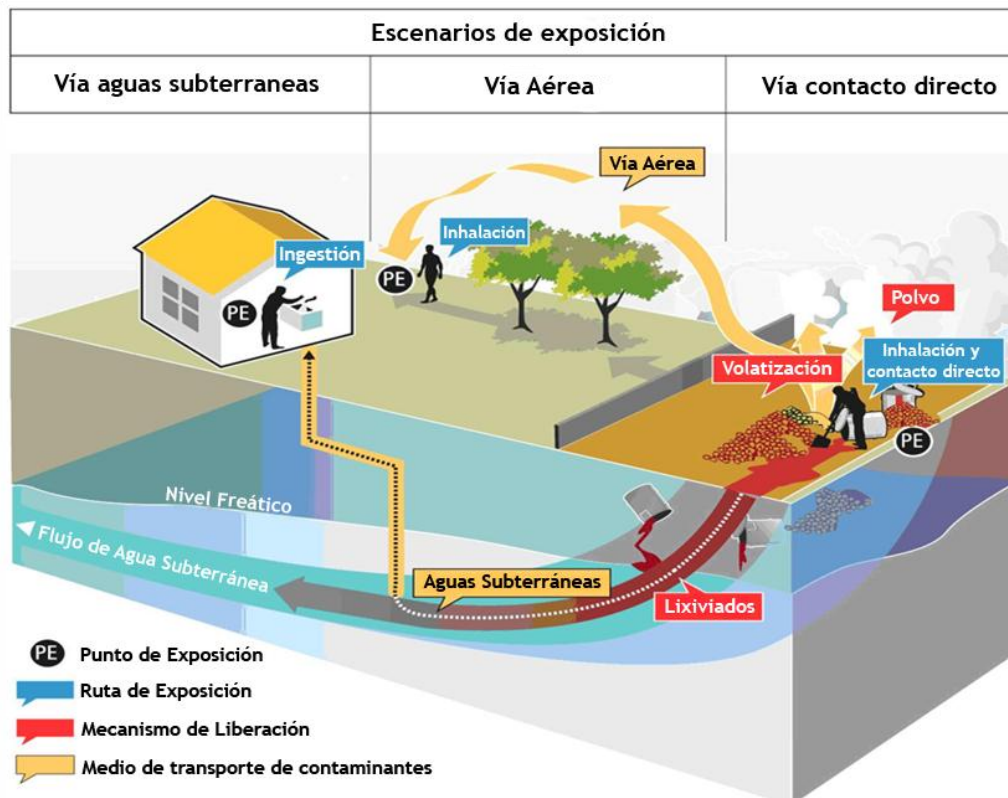 Escenarios de exposición
Vía aguas subterraneas
Vía Aérea
Vía contacto directo
Vía Aérea
Inhalación
Ingestión
PE
PE
Polvo
Volatización
Inhalación y
contacto directo
PE
Nivel Freático
Flujo de Agua Subterránea
Aguas Subterráneas
Lixiviados
PE Punto de Exposición
Ruta de Exposición
Mecanismo de Liberación
Medio de transporte de contaminantes